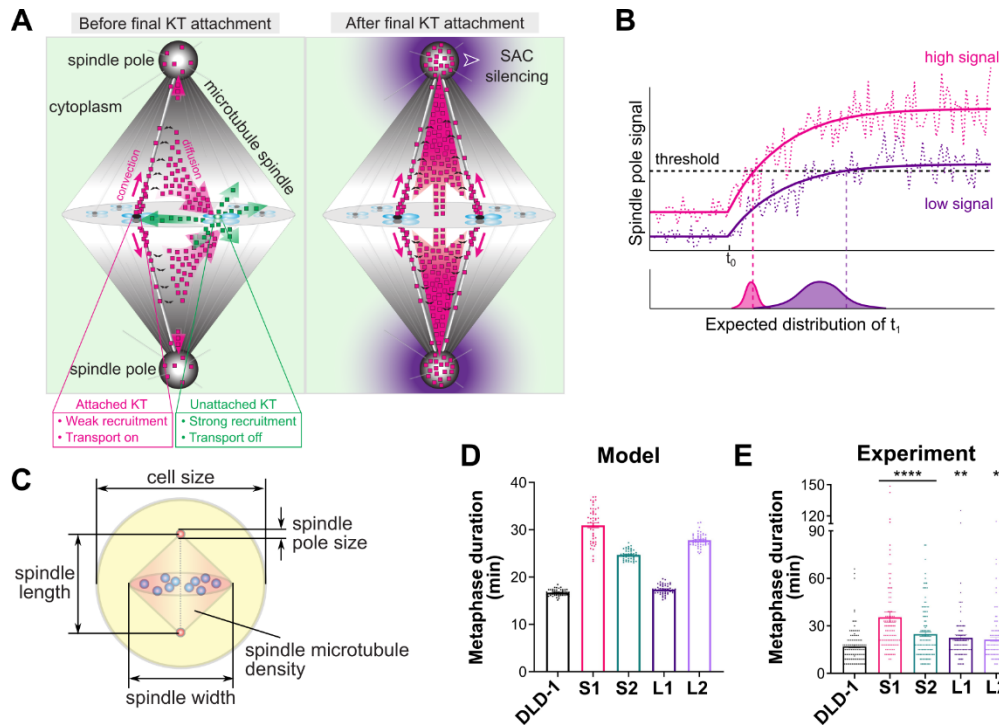 A
Before final KT attachment
After final KT attachment
spindle pole
cytoplasm
microtubule spindle
convection
diffusion
SAC
silencing
spindle pole
Attached KT
• Weak recruitment
• Transport on
Unattached KT
• Strong recruitment
• Transport off
B
high signal
Spindle pole signal
threshold
low signal
t0
Expected distribution of t1
C
cell size
spindle
pole size
spindle
length
spindle microtubule
density
spindle width
D
Model
Metaphase duration
(min)
40
30
20
10
0
DLD-1
S1
S2
L1
L2
E
Experiment
**** ** *
Metaphase duration
(min)
150
120
90
60
30
0
DLD-1
S1
S2
L1